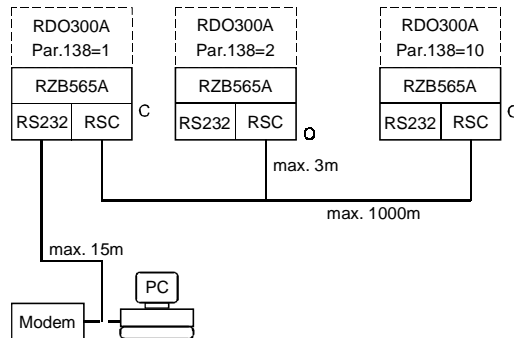 RDO300A
Par.138=1
RZB565A
RS232 RSC
C
RDO300A
Par.138=2
RZB565A
RS232 RSC
O
RDO300A
Par.138=10
RZB565A
RS232 RSC
max. 3m
max. 1000m
max. 15m
PC
Modem